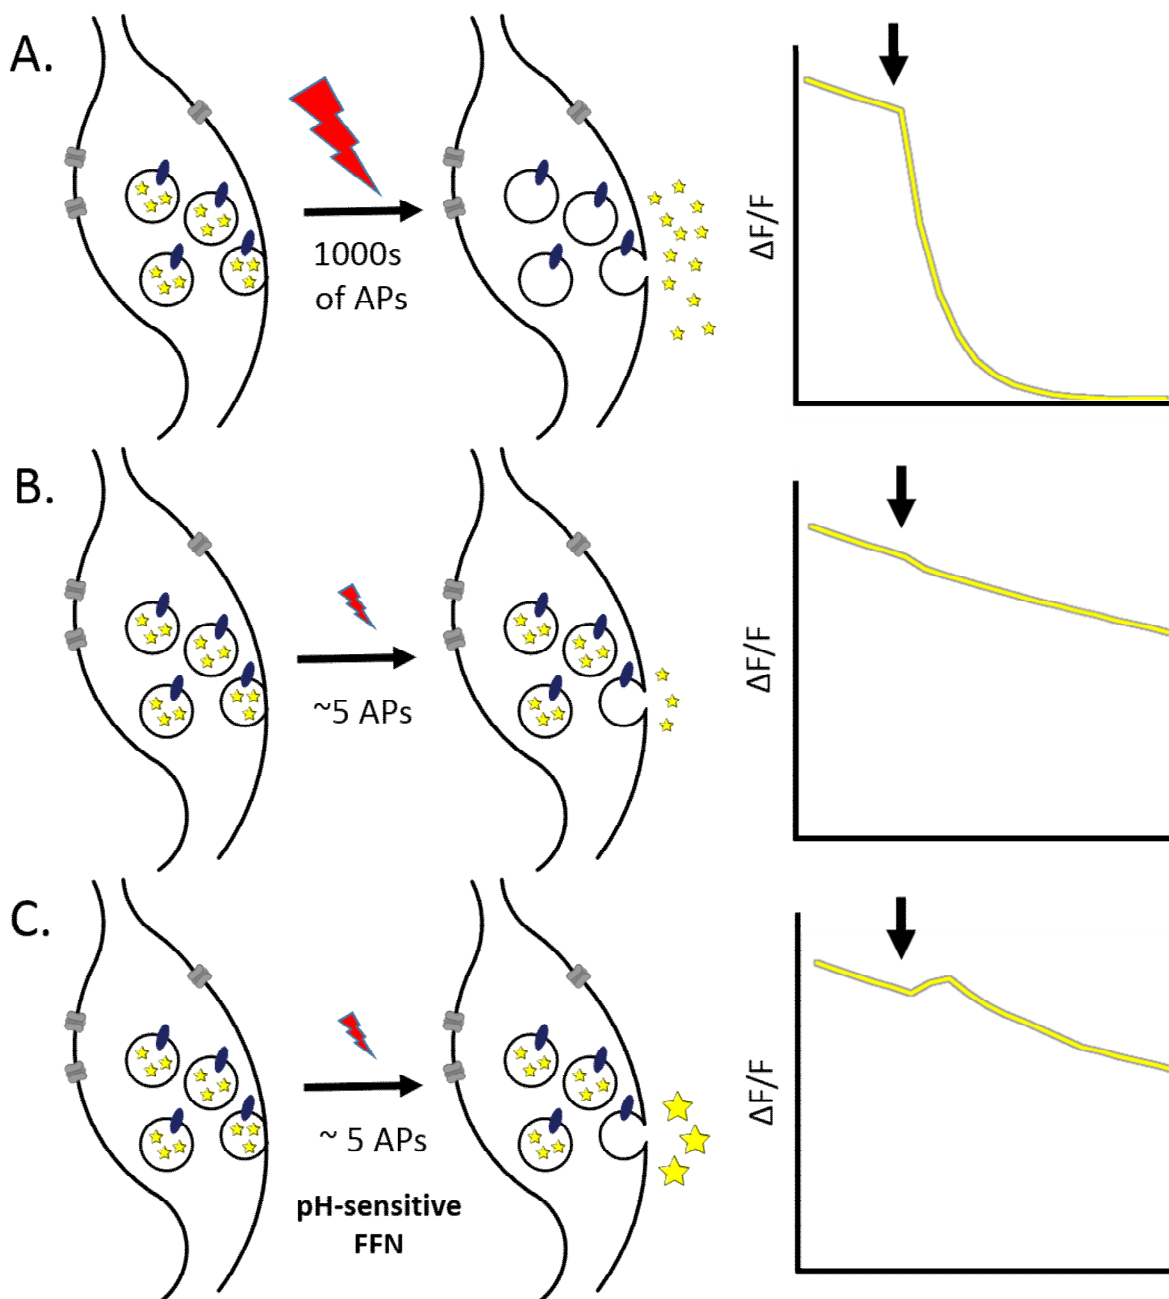 A.
1000s
of APs
ΔF/F
B.
~5 APs
ΔF/F
C.
~ 5 APs
pH-sensitive
FFN
ΔF/F